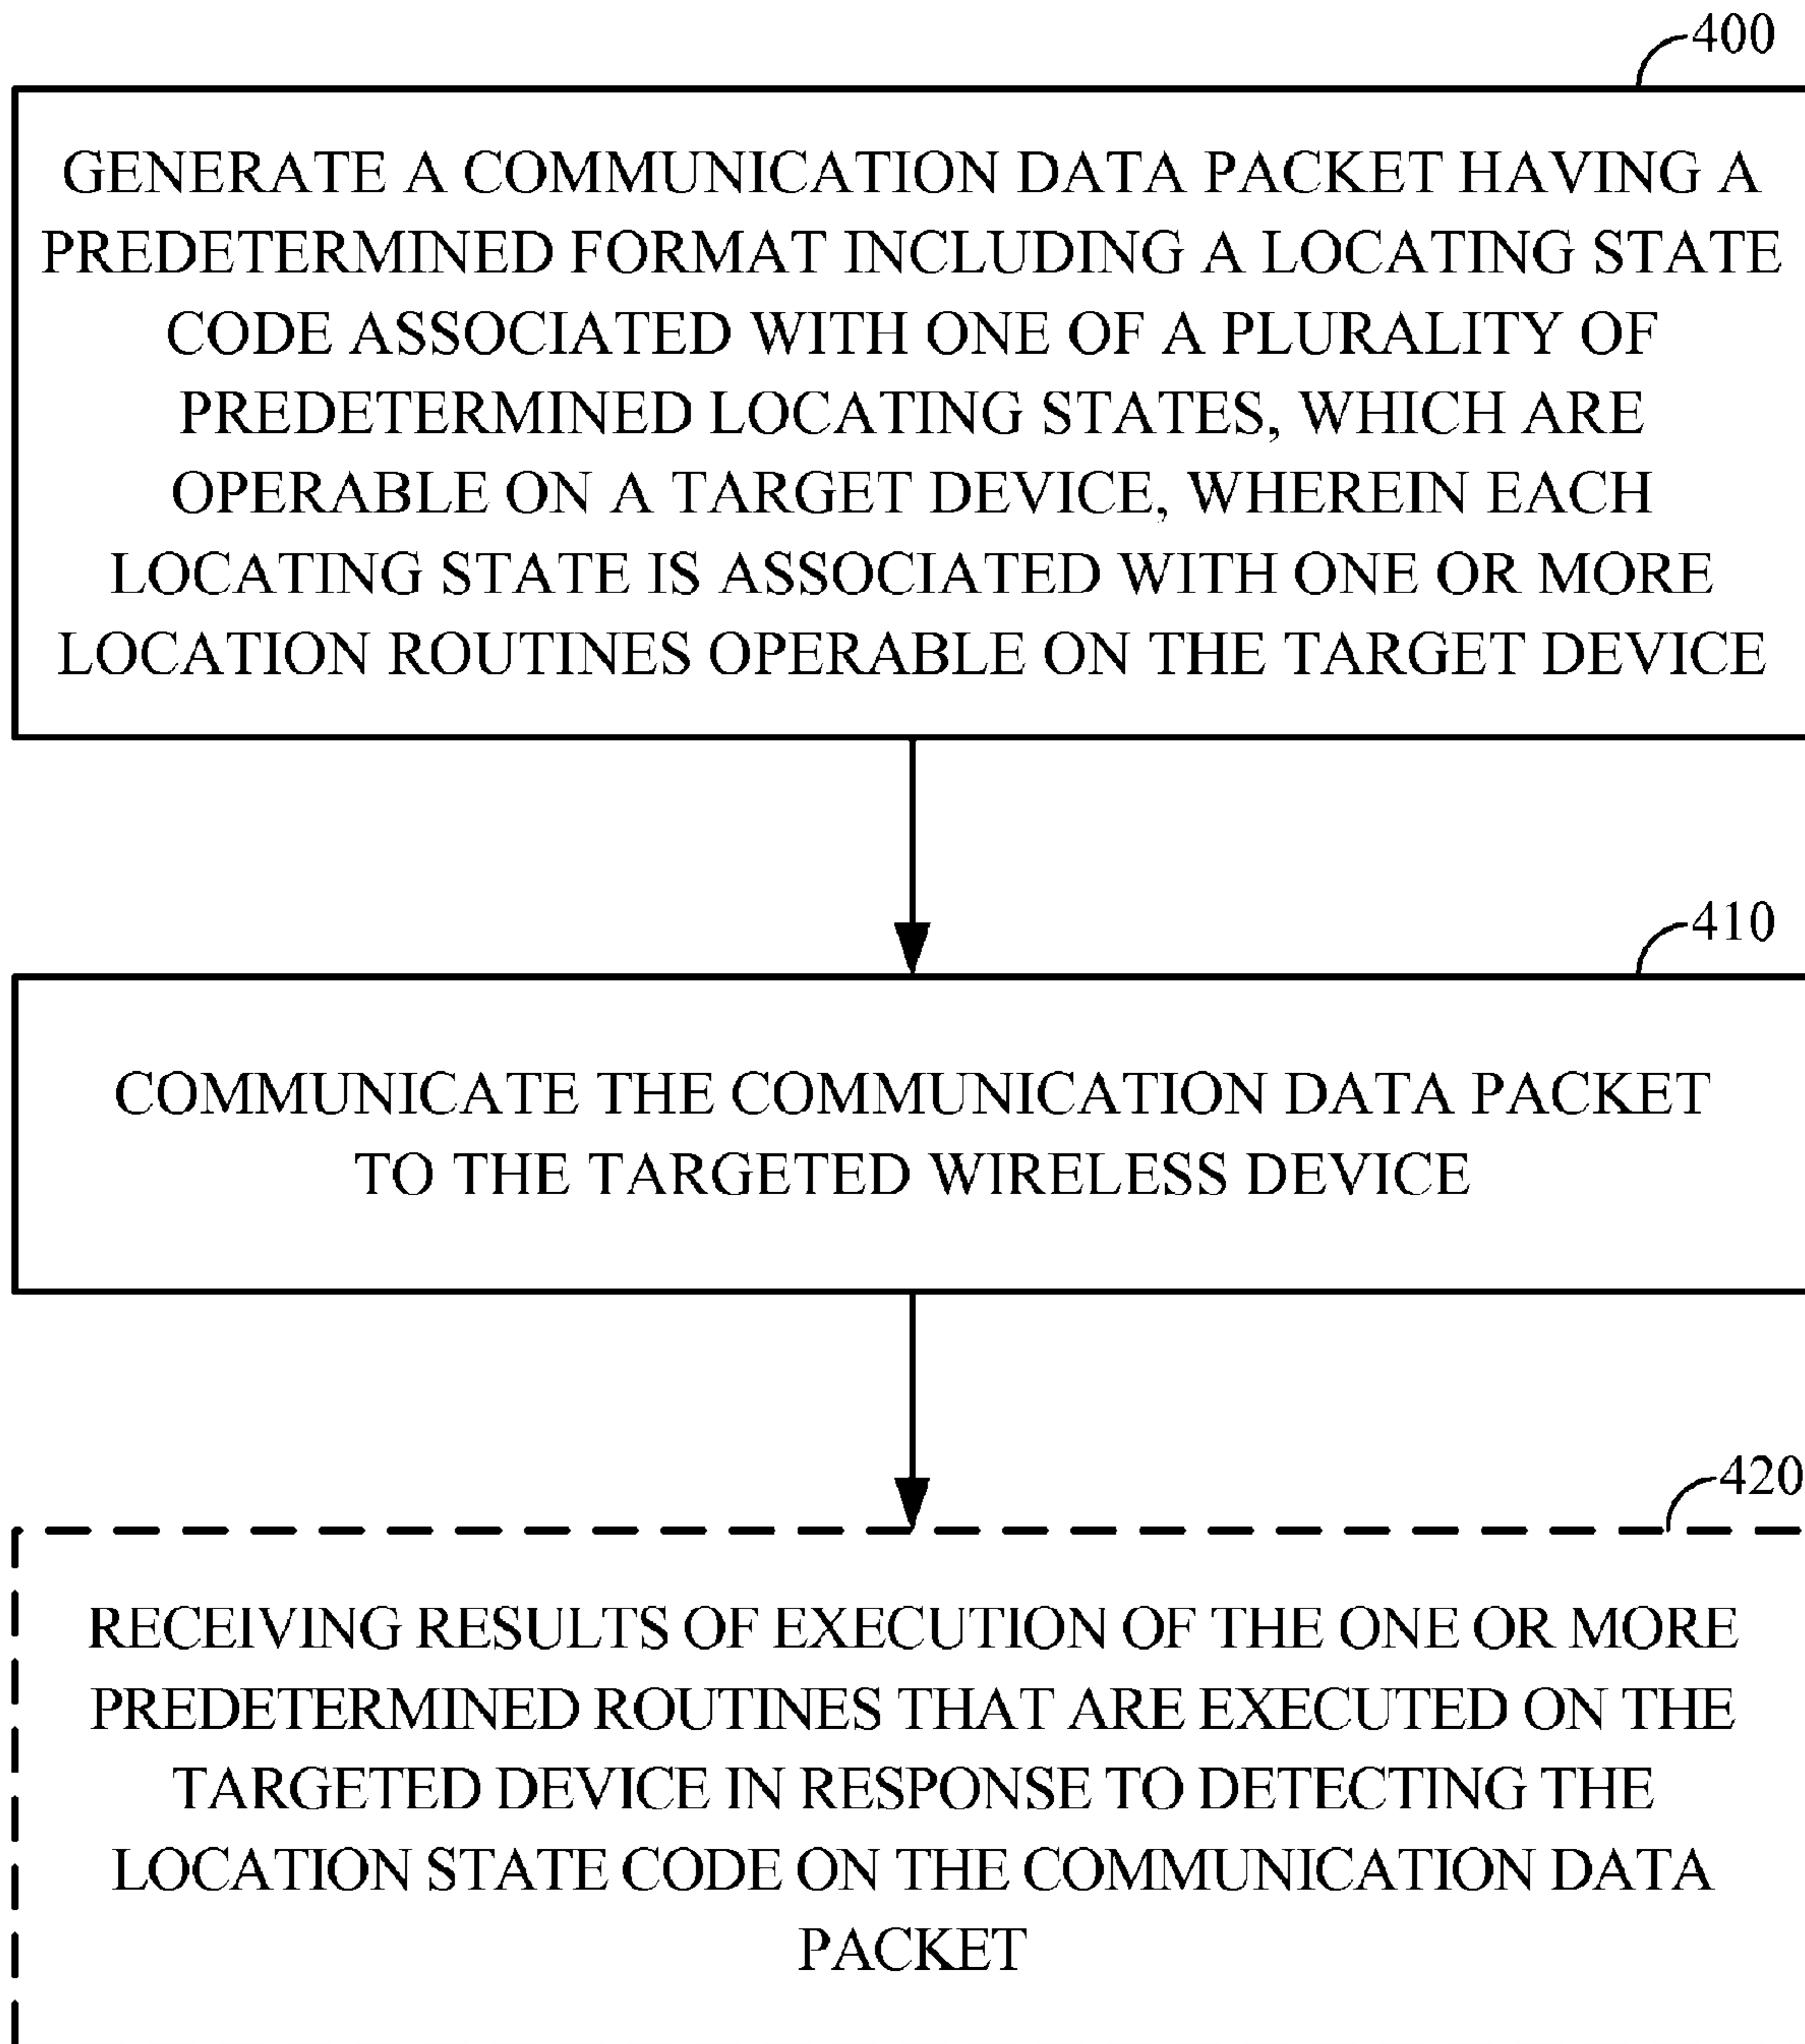 400
GENERATE A COMMUNICATION DATA PACKET HAVING A
PREDETERMINED FORMAT INCLUDING A LOCATING STATE
CODE ASSOCIATED WITH ONE OF A PLURALITY OF
PREDETERMINED LOCATING STATES, WHICH ARE
OPERABLE ON A TARGET DEVICE, WHEREIN EACH
LOCATING STATE IS ASSOCIATED WITH ONE OR MORE
LOCATION ROUTINES OPERABLE ON THE TARGET DEVICE
410
COMMUNICATE THE COMMUNICATION DATA PACKET
TO THE TARGETED WIRELESS DEVICE
420
RECEIVING RESULTS OF EXECUTION OF THE ONE OR MORE
PREDETERMINED ROUTINES THAT ARE EXECUTED ON THE
TARGETED DEVICE IN RESPONSE TO DETECTING THE
LOCATION STATE CODE ON THE COMMUNICATION DATA
PACKET